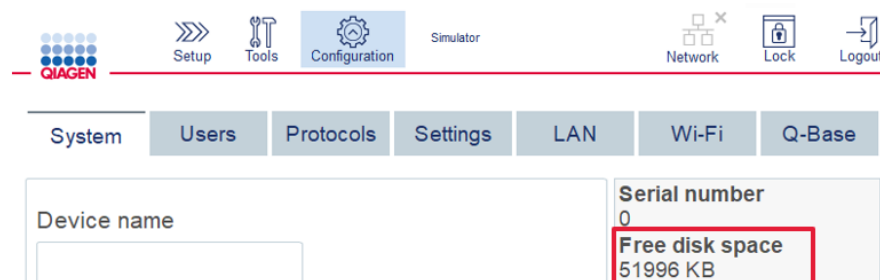 QIAGEN
Setup Tools Configuration Simulator Network Lock Logout
System Users Protocols Settings LAN Wi-Fi Q-Base
Device name
Serial number
0
Free disk space
51996 KB